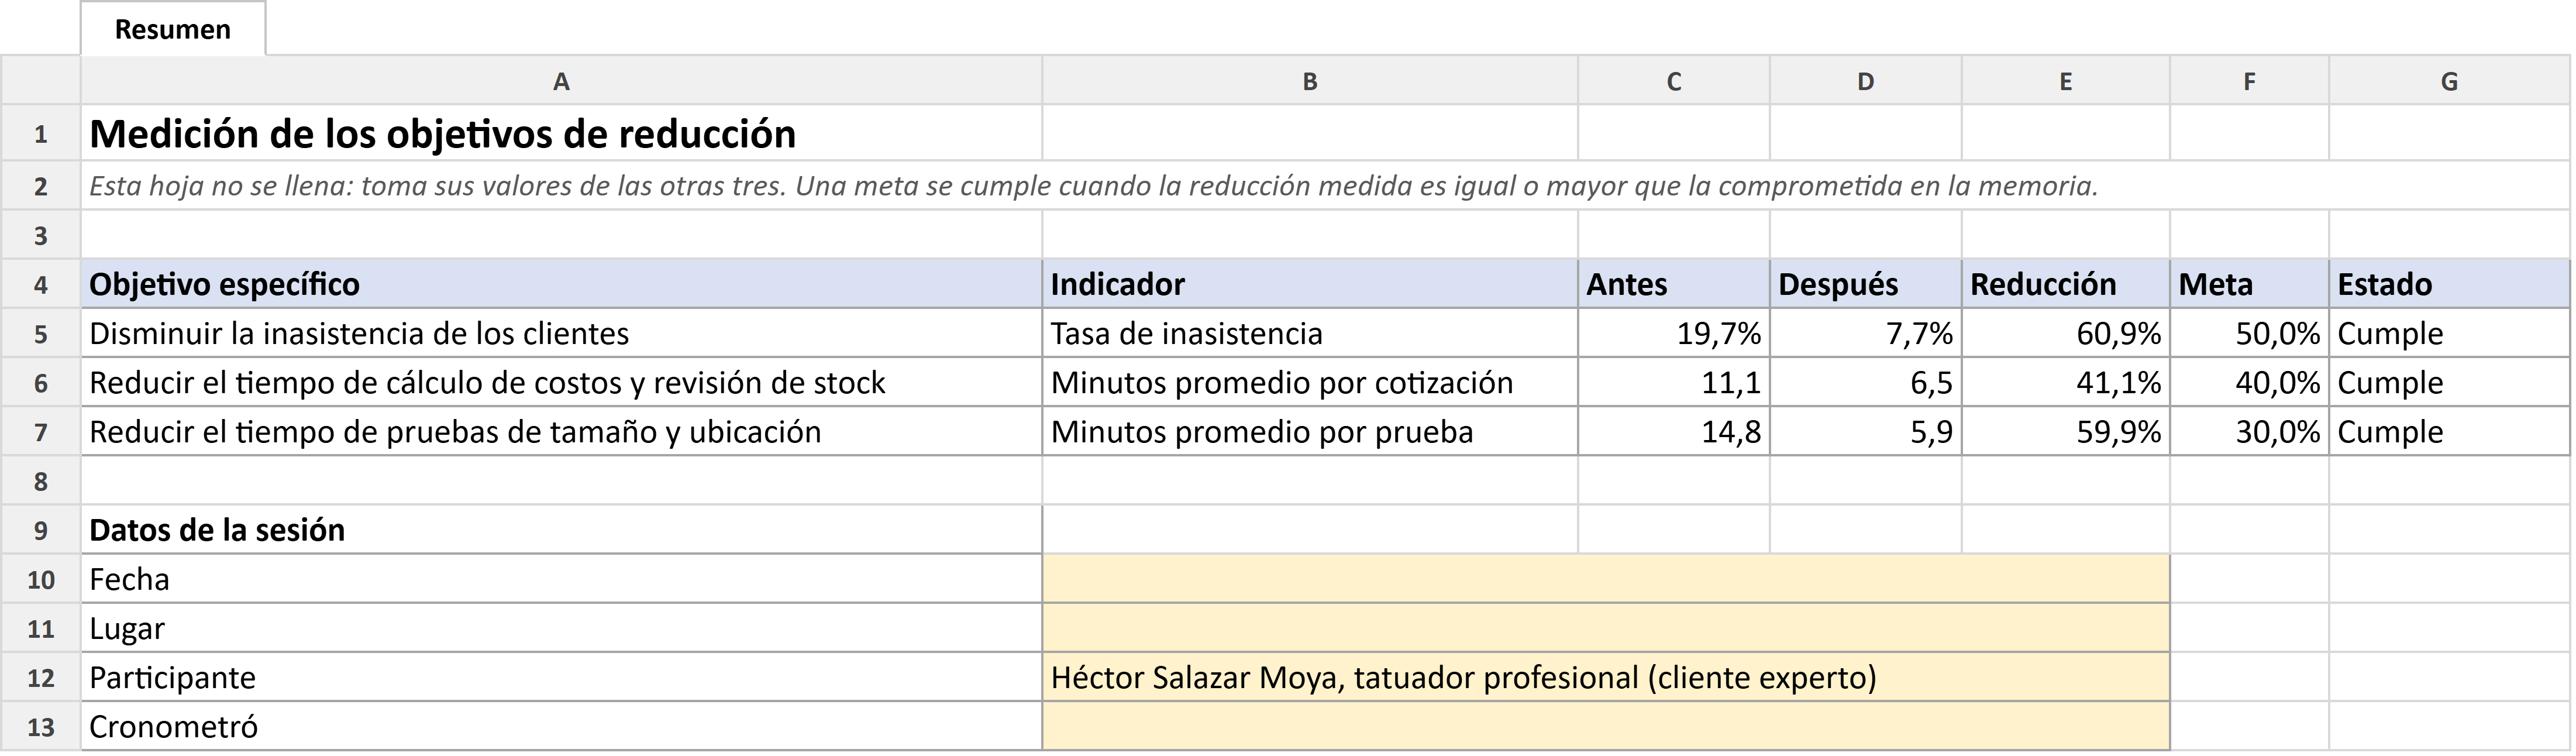 Resumen
A B C D E F G
1 Medición de los objetivos de reducción
2 Esta hoja no se llena: toma sus valores de las otras tres. Una meta se cumple cuando la reducción medida es igual o mayor que la comprometida en la memoria.
3
4 Objetivo específico Indicador Antes Después Reducción Meta Estado
5 Disminuir la inasistencia de los clientes Tasa de inasistencia 19,7% 7,7% 60,9% 50,0% Cumple
6 Reducir el tiempo de cálculo de costos y revisión de stock Minutos promedio por cotización 11,1 6,5 41,1% 40,0% Cumple
7 Reducir el tiempo de pruebas de tamaño y ubicación Minutos promedio por prueba 14,8 5,9 59,9% 30,0% Cumple
8
9 Datos de la sesión
10 Fecha
11 Lugar
12 Participante Héctor Salazar Moya, tatuador profesional (cliente experto)
13 Cronometró